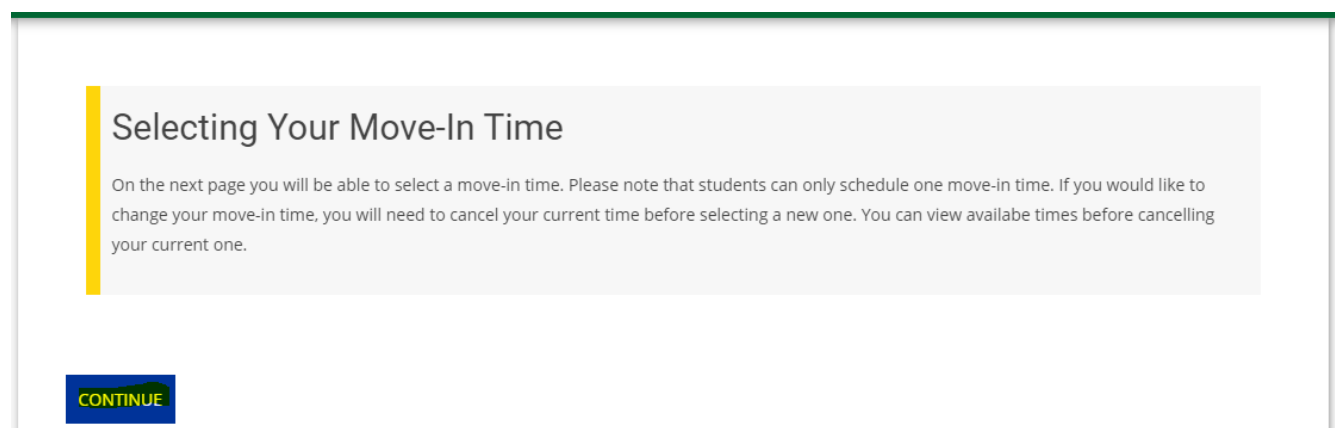 Selecting Your Move-In Time
On the next page you will be able to select a move-in time. Please note that students can only schedule one move-in time. If you would like to
change your move-in time, you will need to cancel your current time before selecting a new one. You can view availabe times before cancelling
your current one.
CONTINUE